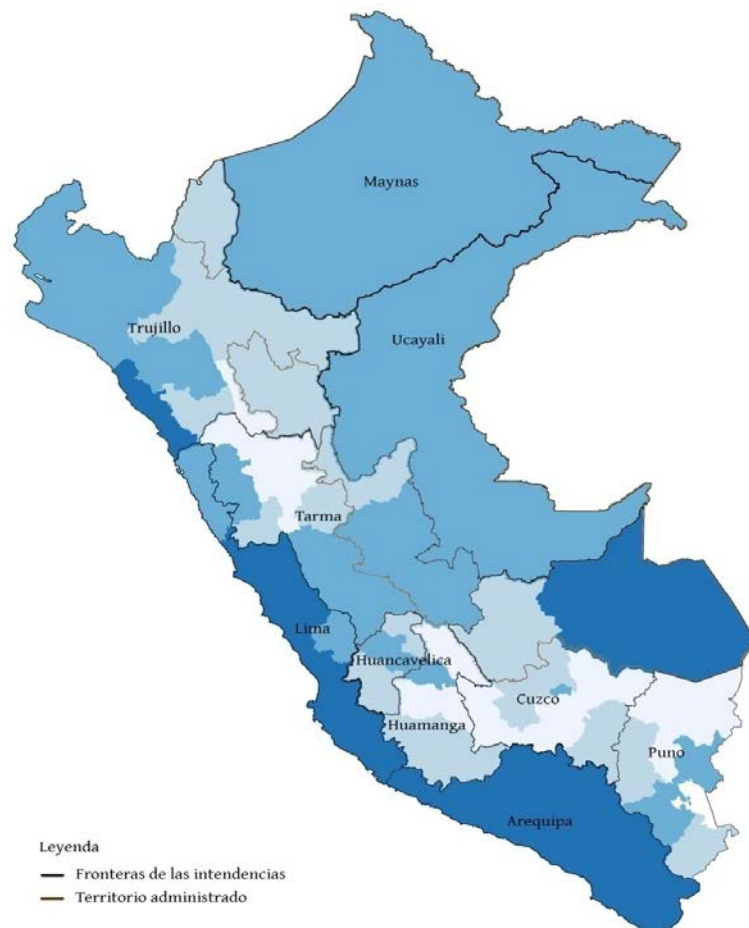 Maynas
Trujillo
Ucayali
Tarma
Lima
Huancavelica
Cuzco
Huamanga
Puno
Arequipa
Leyenda
Fronteras de las intendencias
Territorio administrado